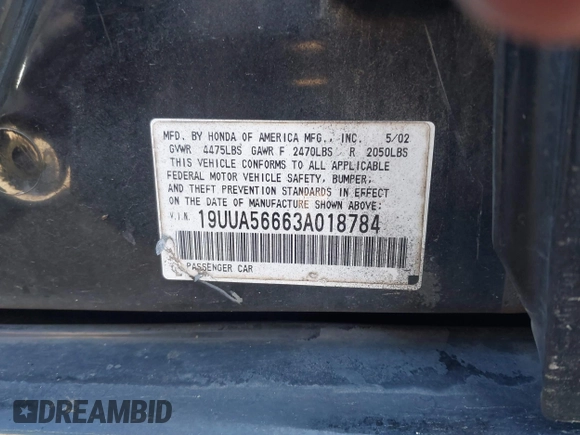 MFD. BY HONDA OF AMERICA MFG., INC. 5/02
GVWR 4475LBS GAWR F 2470LBS R 2050LBS
THIS VEHICLE CONFORMS TO ALL APPLICABLE
FEDERAL MOTOR VEHICLE SAFETY, BUMPER,
AND THEFT PREVENTION STANDARDS IN EFFECT
ON THE DATE OF MANUFACTURE SHOWN ABOVE:
V.I.N. 19UUA56663A018784
PASSENGER CAR
DREAMBID